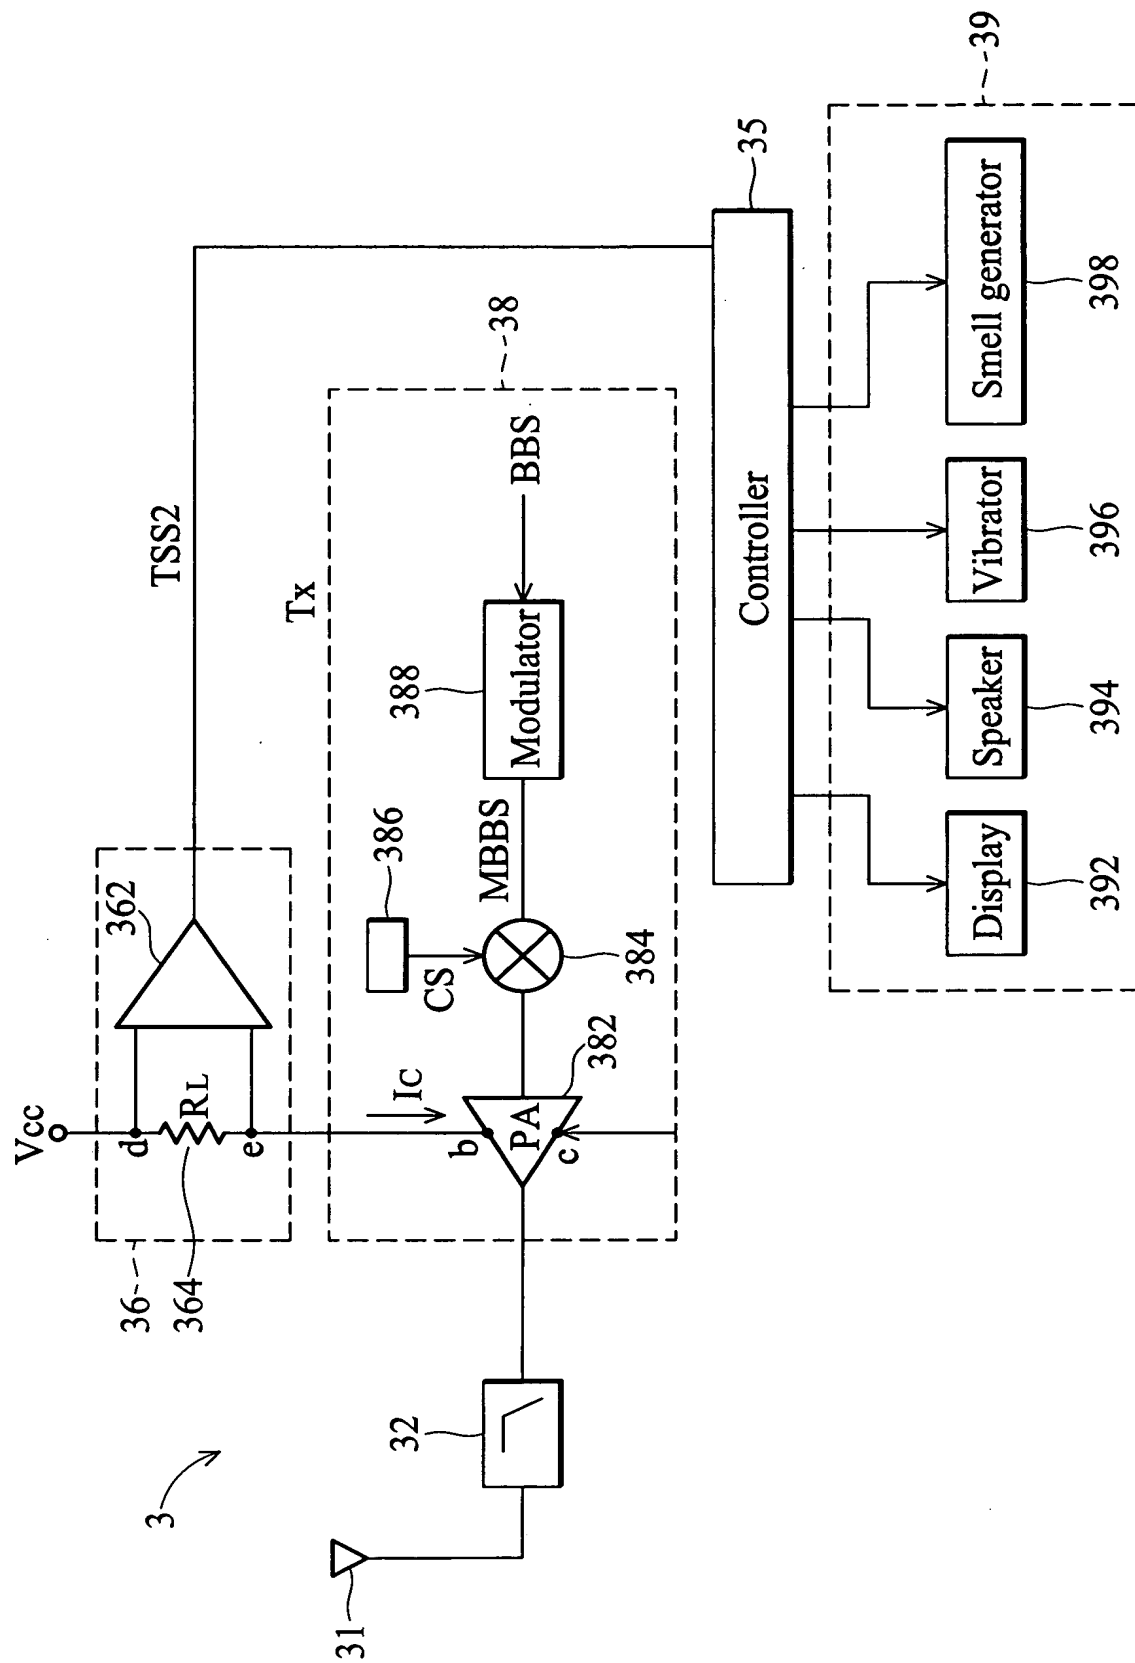 Vcc
36
364
d
RL
e
362
TSS2
Tx
38
3
31
32
b
PA
c
IC
382
CS
386
384
MBBS
388
Modulator
BBS
35
Controller
39
Display
392
Speaker
394
Vibrator
396
Smell generator
398